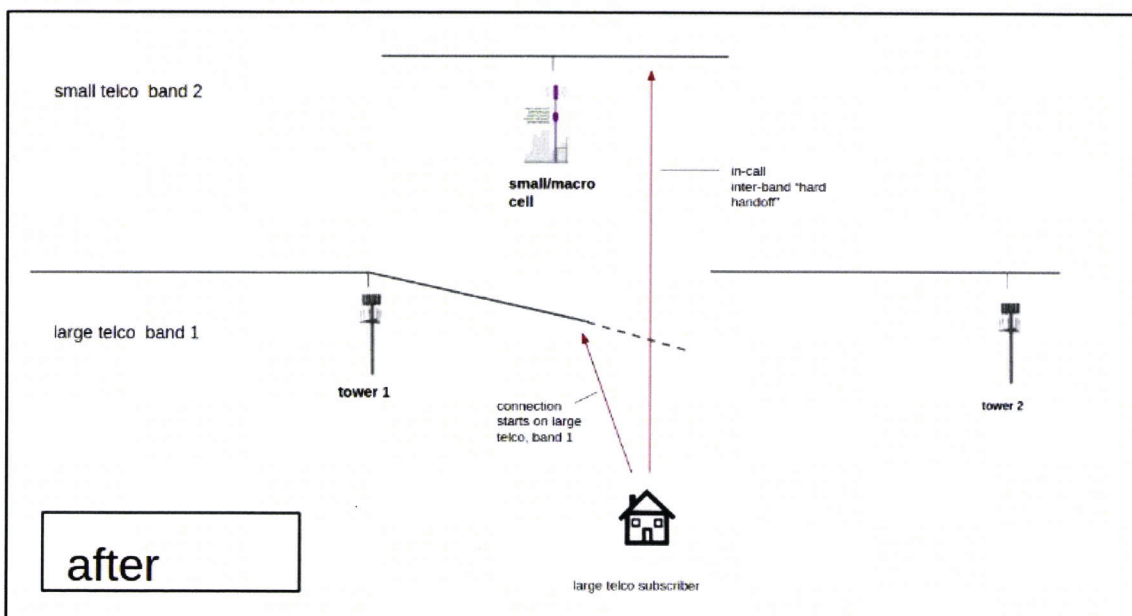 small telco band 2
small/macro
cell
in-call
inter-band "hard
handoff"
large telco band 1
tower 1
tower 2
connection
starts on large
telco, band 1
after
large telco subscriber